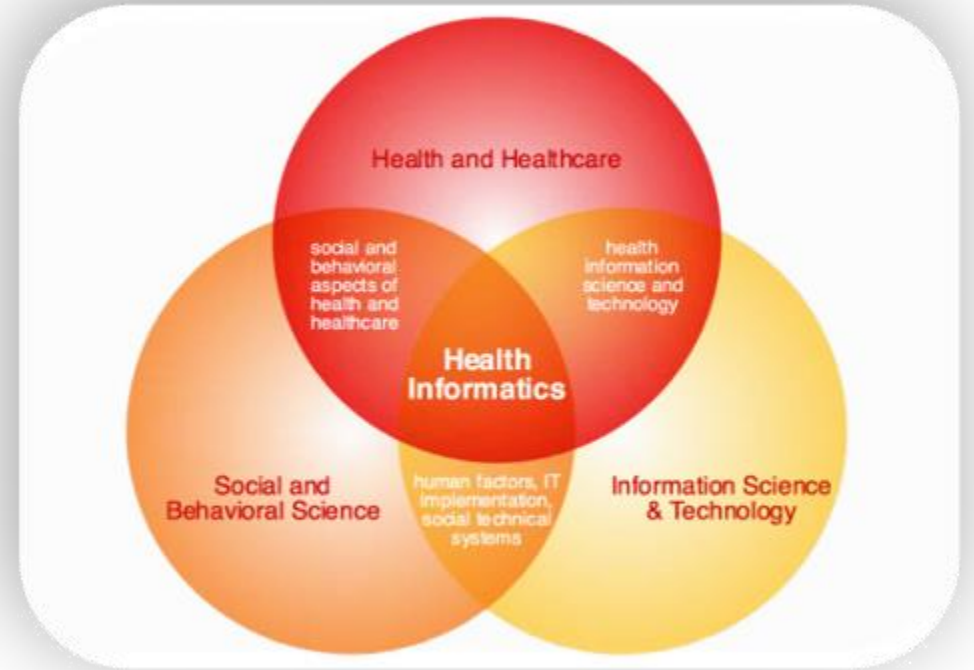 Health and Healthcare
social and
behavioral
aspects of
health and
healthcare
health
information
science and
technology
Health
Informatics
Social and
Behavioral Science
human factors, IT
implementation,
social technical
systems
Information Science
& Technology